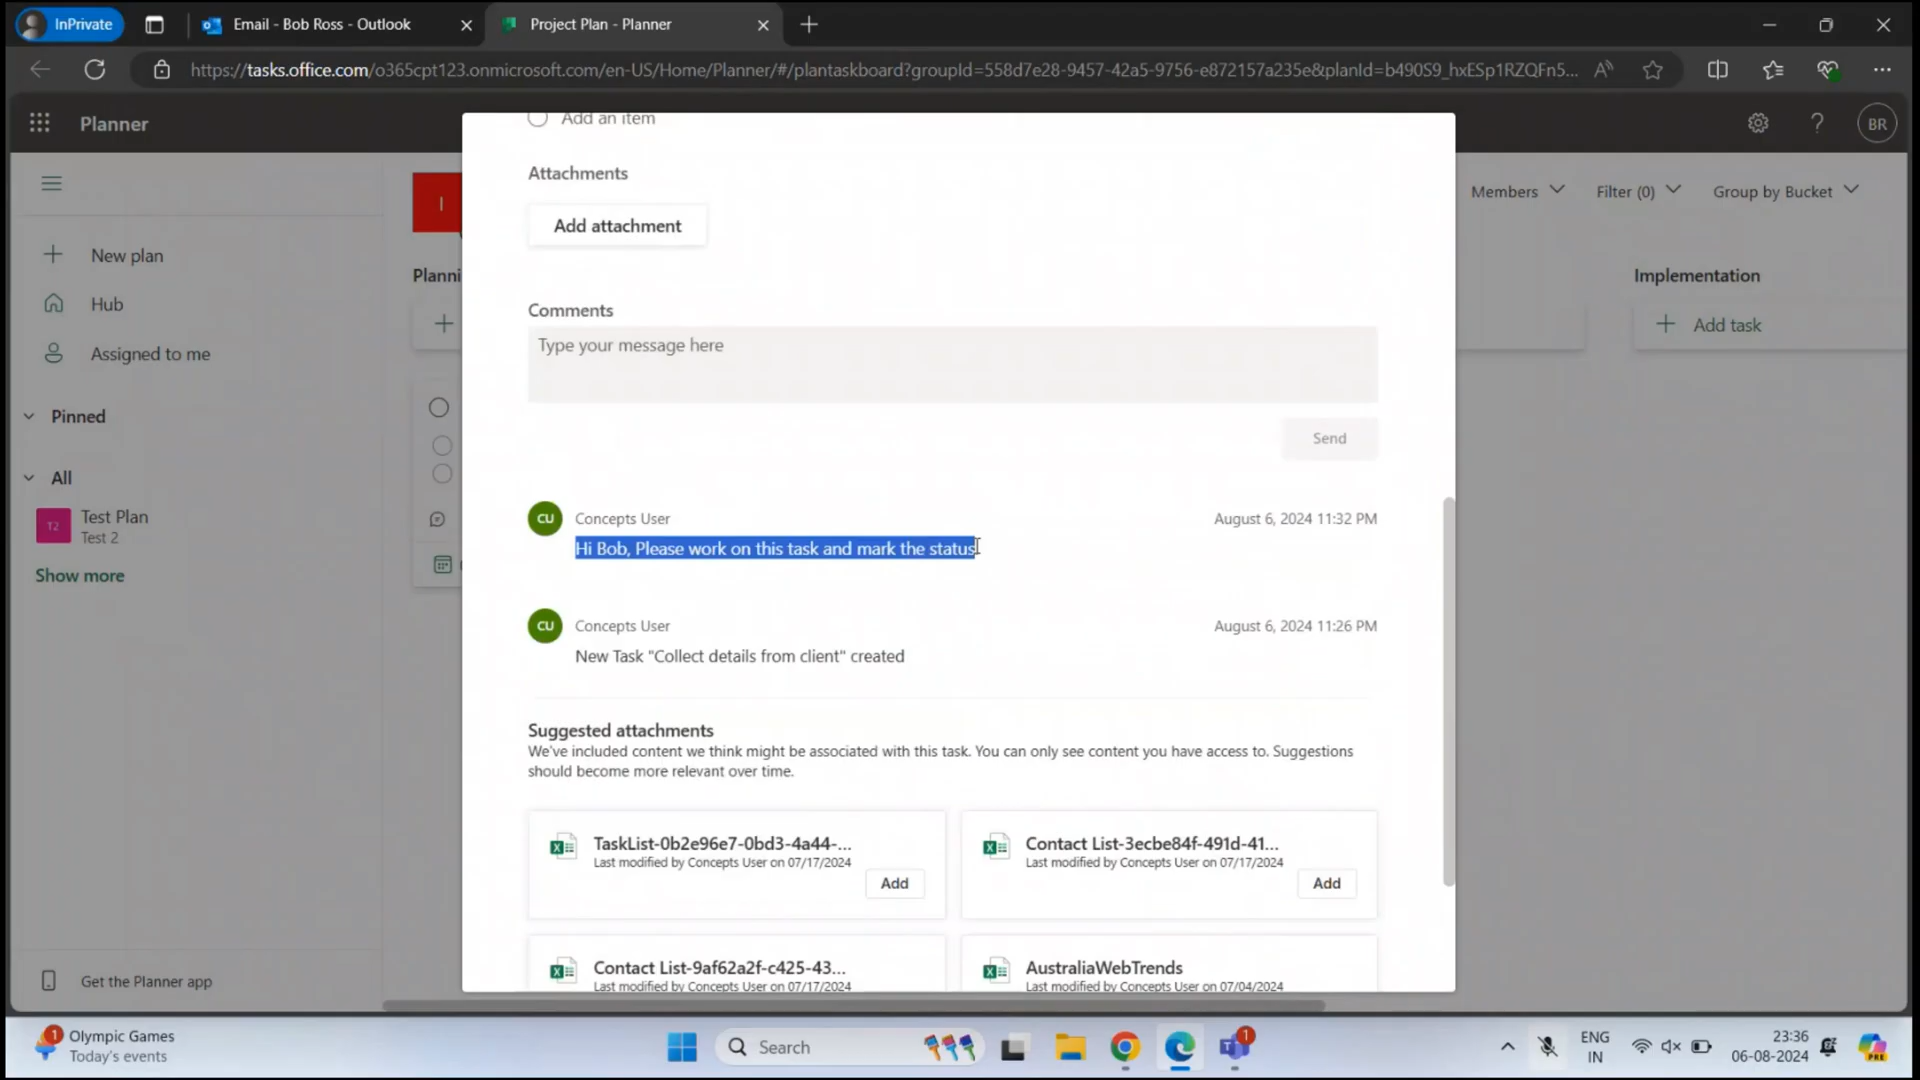 InPrivate
Email - Bob Ross - Outlook
Project Plan - Planner
https://tasks.office.com/o365cpt123.onmicrosoft.com/en-US/Home/Planner/#/plantaskboard?groupId=558d7e28-9457-42a5-9756-e872157a235e&planId=b490S9_hxESp1RZQFn5...
Planner
BR
Add an item
Attachments
Add attachment
I
Members
Filter (0)
Group by Bucket
New plan
Hub
Assigned to me
Pinned
All
T2
Test Plan
Test 2
Show more
Get the Planner app
Planni
Implementation
Add task
Comments
Type your message here
Send
CU
Concepts User
August 6, 2024 11:32 PM
Hi Bob, Please work on this task and mark the status
CU
Concepts User
August 6, 2024 11:26 PM
New Task "Collect details from client" created
Suggested attachments
We've included content we think might be associated with this task. You can only see content you have access to. Suggestions
should become more relevant over time.
TaskList-0b2e96e7-0bd3-4a44-...
Last modified by Concepts User on 07/17/2024
Add
Contact List-3ecbe84f-491d-41...
Last modified by Concepts User on 07/17/2024
Add
Contact List-9af62a2f-c425-43...
Last modified by Concepts User on 07/17/2024
AustraliaWebTrends
Last modified by Concepts User on 07/04/2024
1
Olympic Games
Today's events
Search
1
ENG
IN
23:36
06-08-2024
PRE